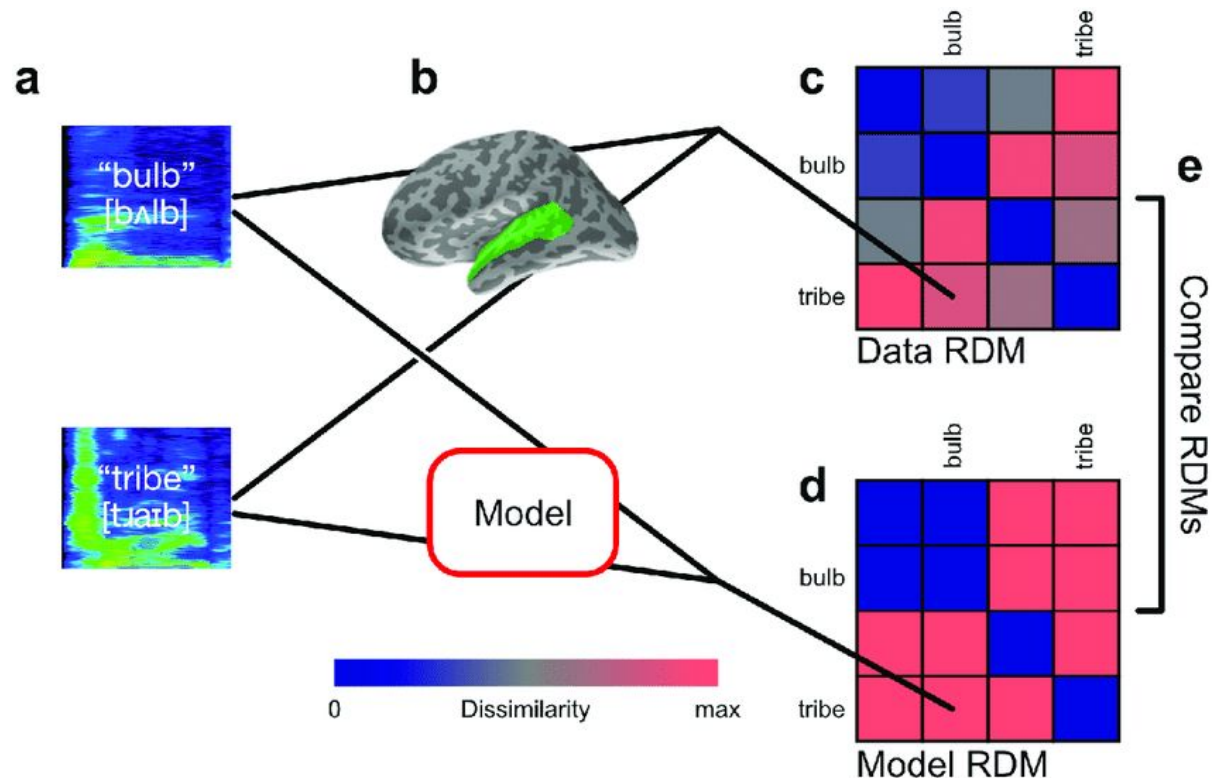 a
“bulb”
[bʌlb]
“tribe”
[tɹaɪb]
b
Model
0 Dissimilarity max
c
bulb tribe
bulb
tribe
Data RDM
d
bulb tribe
bulb
tribe
Model RDM
e
Compare RDMs